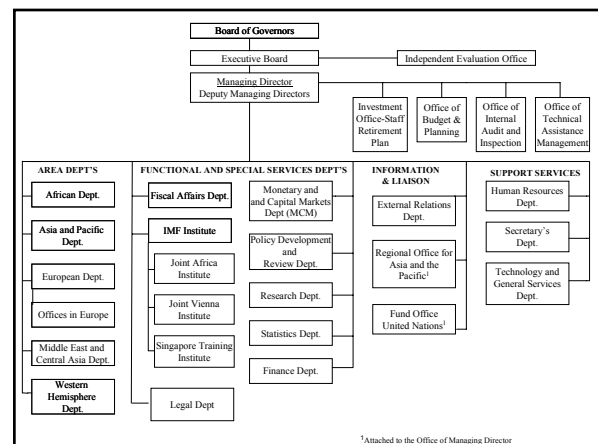 Board of Governors
Executive Board
Independent Evaluation Office
Managing Director
Deputy Managing Directors
Investment
Office-Staff
Retirement
Plan
Office of
Budget &
Planning
Office of
Internal
Audit and
Inspection
Office of
Technical
Assistance
Management
AREA DEPT'S
African Dept.
Asia and Pacific
Dept.
European Dept.
Offices in Europe
Middle East and
Central Asia Dept.
Western
Hemisphere
Dept.
FUNCTIONAL AND SPECIAL SERVICES DEPT'S
Fiscal Affairs Dept.
IMF Institute
Joint Africa
Institute
Joint Vienna
Institute
Singapore Training
Institute
Legal Dept
Monetary and
and Capital Markets
Dept (MCM)
Policy Development
and
Review Dept.
Research Dept.
Statistics Dept.
Finance Dept.
INFORMATION
& LIAISON
External Relations
Dept.
Regional Office for
Asia and the
Pacific¹
Fund Office
United Nations¹
SUPPORT SERVICES
Human Resources
Dept.
Secretary's
Dept.
Technology and
General Services
Dept.
¹Attached to the Office of Managing Director